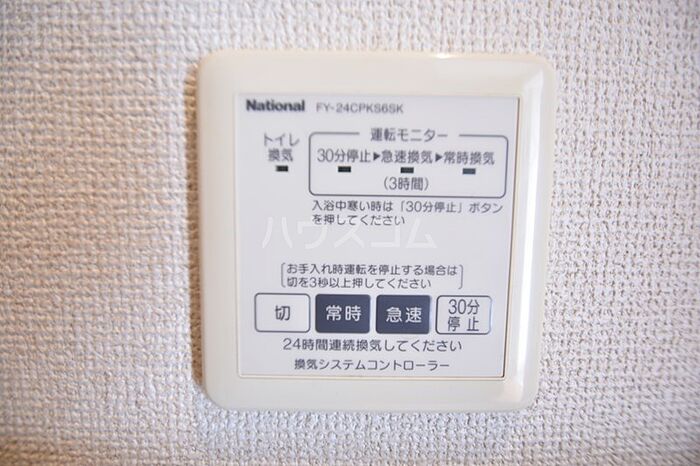 National FY-24CPKS6SK
トイレ
換気
運転モニター
30分停止▶急速換気▶常時換気
(3時間)
入浴中寒い時は「30分停止」ボタン
を押してください
ハウスコム
お手入れ時運転を停止する場合は
切を3秒以上押してください
切 常時 急速 30分
停止
24時間連続換気してください
換気システムコントローラー